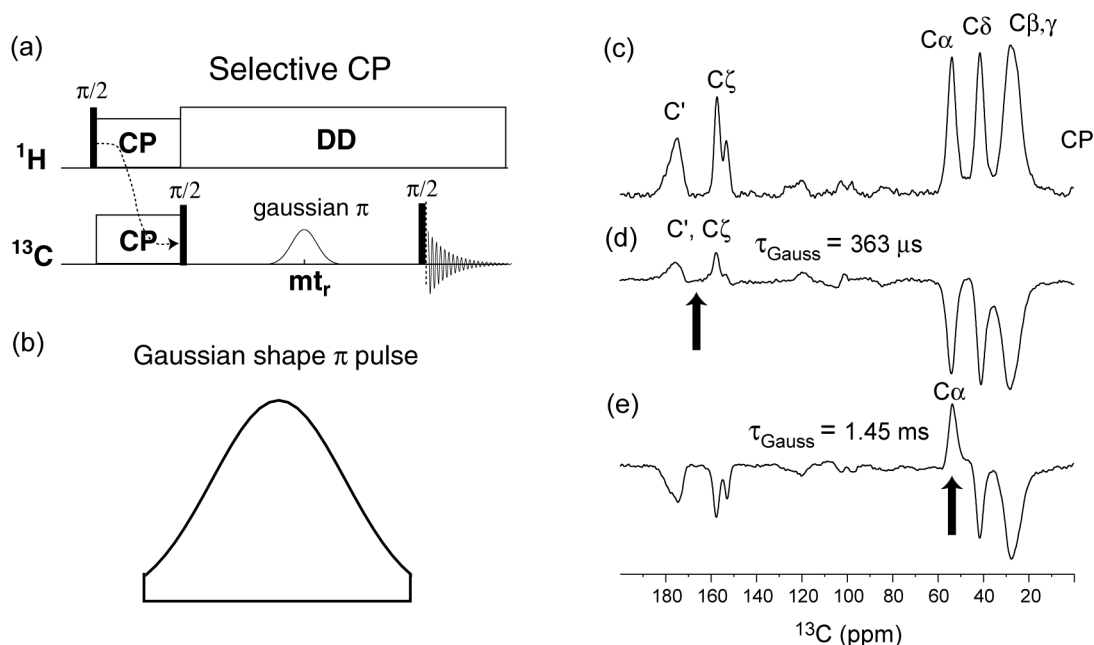 (a)
Selective CP
π/2
CP
DD
¹H
π/2
gaussian π
π/2
¹³C
CP
mtᵣ
(b)
Gaussian shape π pulse
(c)
C'
Cζ
Cα
Cδ
Cβ,γ
CP
(d)
C', Cζ
τGauss = 363 μs
(e)
τGauss = 1.45 ms
Cα
180 160 140 120 100 80 60 40 20
¹³C (ppm)